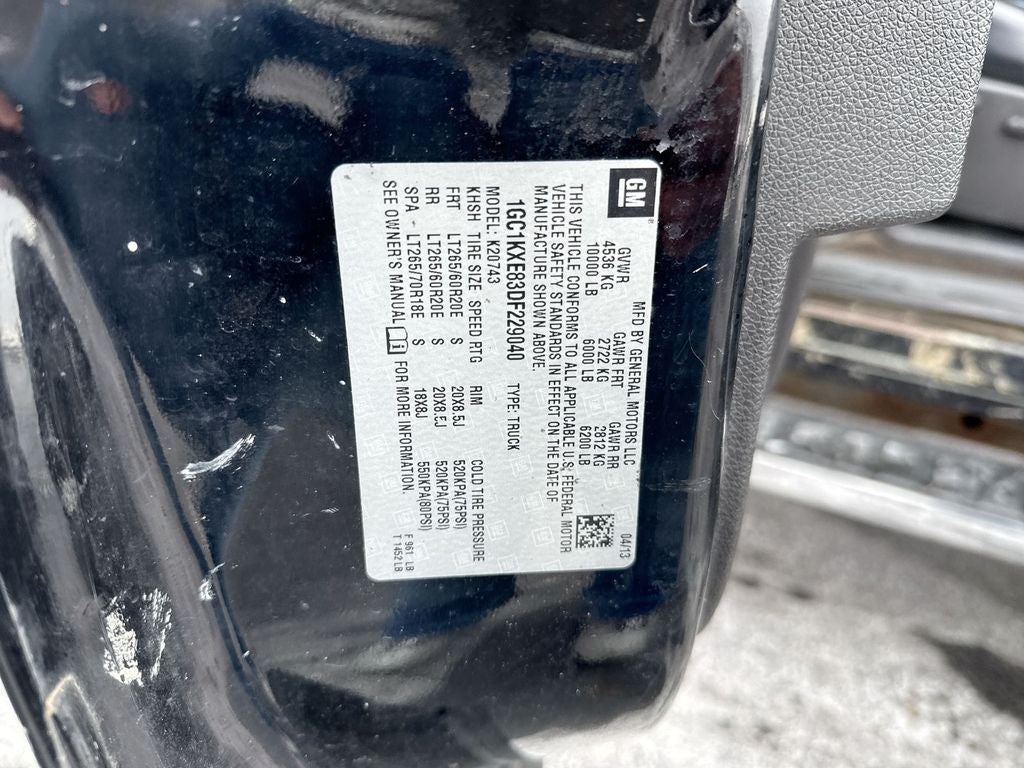 GM
MFD BY GENERAL MOTORS LLC 04/13
GVWR GAWR FRT GAWR RR
4536 KG 2722 KG 2812 KG
10000 LB 6000 LB 6200 LB
THIS VEHICLE CONFORMS TO ALL APPLICABLE U.S. FEDERAL MOTOR
VEHICLE SAFETY STANDARDS IN EFFECT ON THE DATE OF
MANUFACTURE SHOWN ABOVE.
1GC1KXE83DF229040 TYPE: TRUCK
MODEL: K20743
KHSH TIRE SIZE SPEED RTG RIM COLD TIRE PRESSURE
FRT LT265/60R20E S 20X8.5J 520KPA(75PSI)
RR LT265/60R20E S 20X8.5J 520KPA(75PSI)
SPA - LT265/70R18E S 18X8J 550KPA(80PSI)
SEE OWNER'S MANUAL FOR MORE INFORMATION. F 961 LB
T 1452 LB